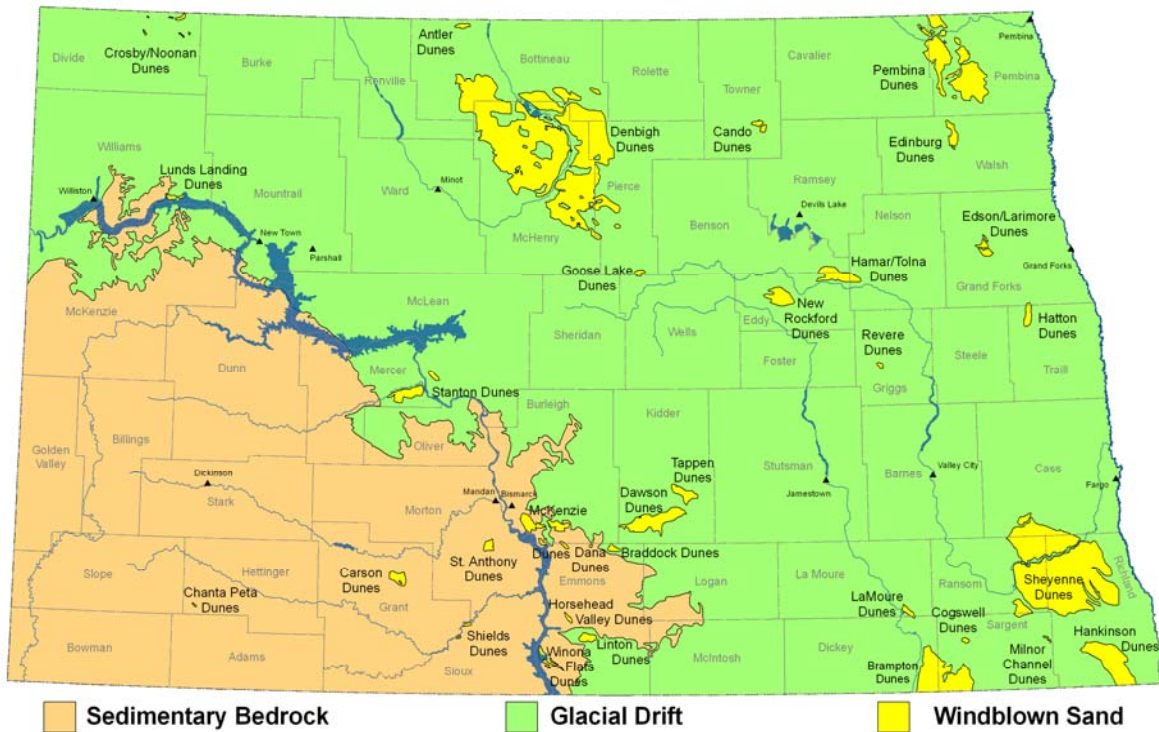 Antler
Dunes
Crosby/Noonan
Dunes
Divide
Burke
Renville
Bottineau
Rolette
Towner
Cavalier
Pembina
Pembina
Pembina
Dunes
Denbigh
Dunes
Cando
Dunes
Edinburg
Dunes
Walsh
Williams
Lunds Landing
Dunes
Williston
Mountrail
Ward
Minot
Pierce
Ramsey
Devils Lake
Nelson
Edson/Larimore
Dunes
Benson
New Town
Parshall
McHenry
Grand Forks
Goose Lake
Dunes
Hamar/Tolna
Dunes
Grand Forks
McKenzie
McLean
Sheridan
Wells
Eddy
New
Rockford
Dunes
Revere
Dunes
Hatton
Dunes
Steele
Traill
Foster
Griggs
Dunn
Mercer
Stanton Dunes
Burleigh
Kidder
Golden
Valley
Billings
Oliver
Dickinson
Stark
Mandan
Bismarck
Morton
Tappen
Dunes
Dawson
Dunes
Stutsman
Jamestown
Barnes
Valley City
Cass
Fargo
McKenzie
Dunes
Dana
Dunes
Braddock Dunes
St. Anthony
Dunes
Slope
Hettinger
Carson
Dunes
Grant
Chanta Peta
Dunes
Emmons
Logan
La Moure
Ransom
Richland
Sheyenne
Dunes
Horsehead
Valley Dunes
LaMoure
Dunes
Cogswell
Dunes
Sargent
Shields
Dunes
Linton
Dunes
Winona
Flats
Dunes
Bowman
Adams
Sioux
McIntosh
Dickey
Brampton
Dunes
Milnor
Channel
Dunes
Hankinson
Dunes
Sedimentary Bedrock
Glacial Drift
Windblown Sand